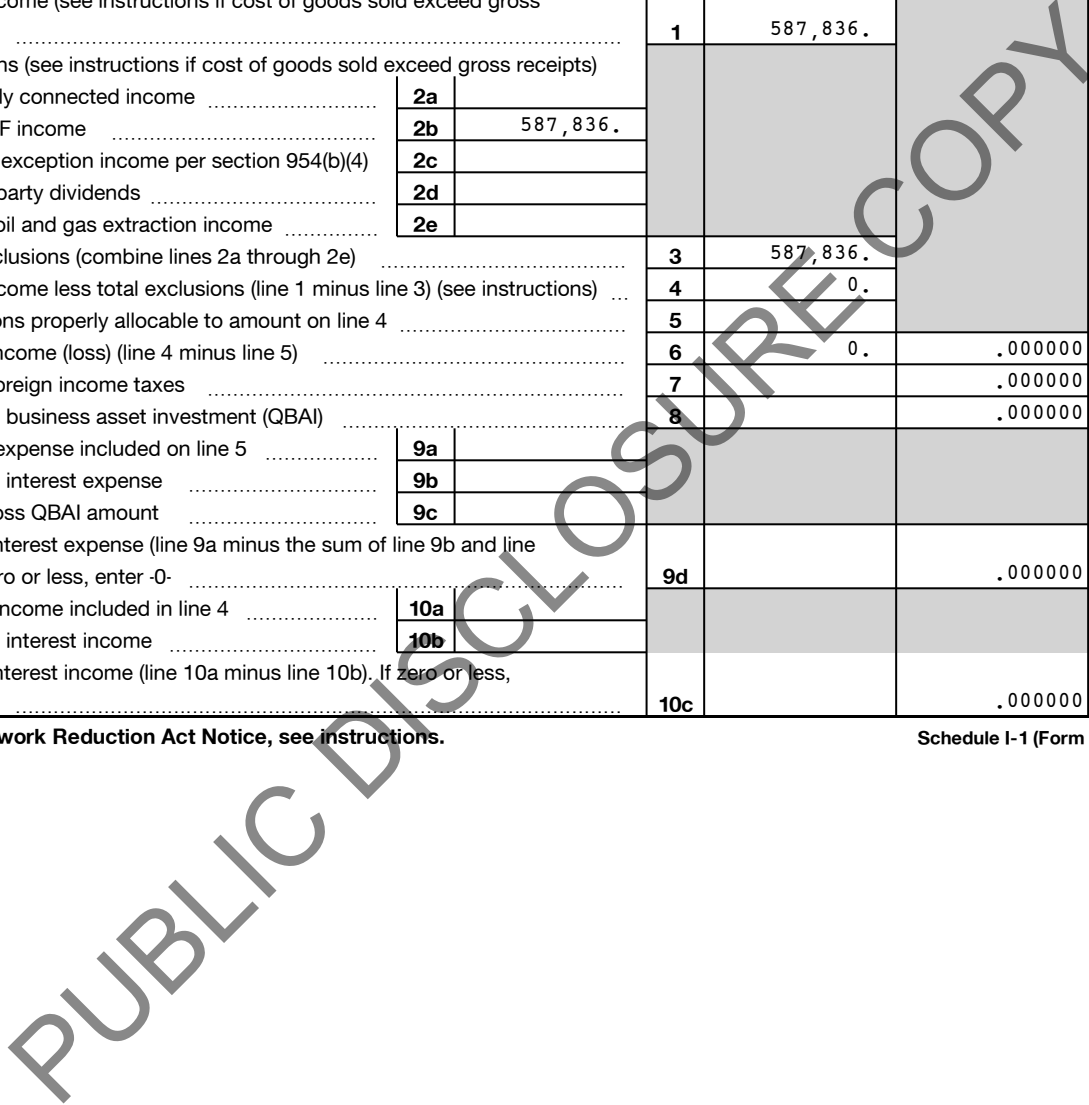 come (see instructions if cost of goods sold exceed gross
1 587,836.
ns (see instructions if cost of goods sold exceed gross receipts)
ly connected income 2a
F income 2b 587,836.
exception income per section 954(b)(4) 2c
party dividends 2d
oil and gas extraction income 2e
clusions (combine lines 2a through 2e) 3 587,836.
come less total exclusions (line 1 minus line 3) (see instructions) 4 0.
ons properly allocable to amount on line 4 5
ncome (loss) (line 4 minus line 5) 6 0. .000000
oreign income taxes 7 .000000
business asset investment (QBAI) 8 .000000
expense included on line 5 9a
interest expense 9b
oss QBAI amount 9c
nterest expense (line 9a minus the sum of line 9b and line
ro or less, enter -0- 9d .000000
ncome included in line 4 10a
interest income 10b
nterest income (line 10a minus line 10b). If zero or less,
10c .000000
work Reduction Act Notice, see instructions. Schedule I-1 (Form
PUBLIC DISCLOSURE COPY